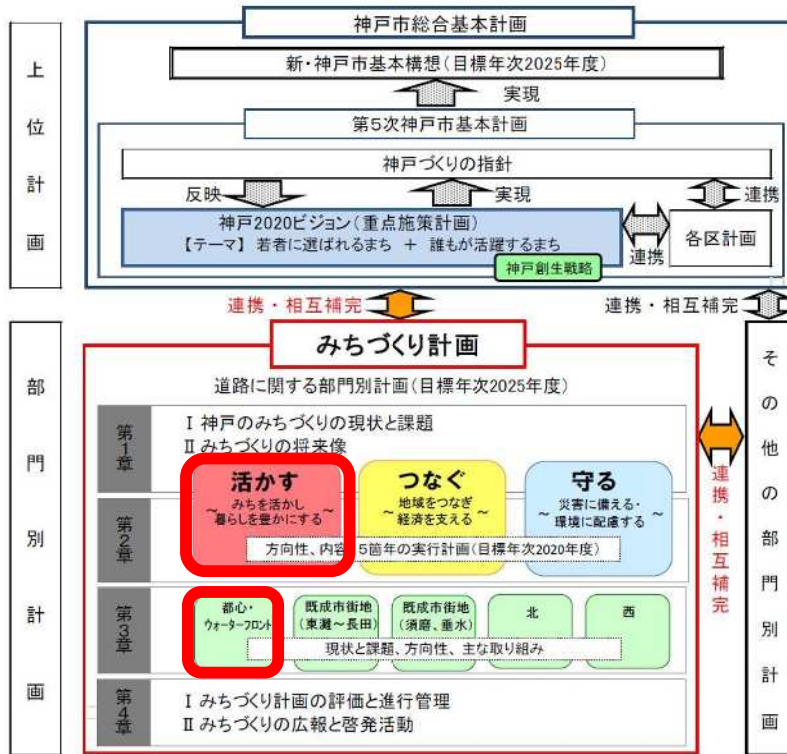 神戸市総合基本計画
上位計画
新・神戸市基本構想(目標年次2025年度)
実現
第5次神戸市基本計画
神戸づくりの指針
反映
実現
連携
神戸2020ビジョン(重点施策計画)
【テーマ】 若者に選ばれるまち + 誰もが活躍するまち
神戸創生戦略
連携
各区計画
連携・相互補完
連携・相互補完
部門別計画
みちづくり計画
道路に関する部門別計画(目標年次2025年度)
第1章
Ⅰ 神戸のみちづくりの現状と課題
Ⅱ みちづくりの将来像
第2章
活かす
~ みちを活かし
暮らしを豊かにする ~
つなぐ
~ 地域をつなぎ
経済を支える ~
守る
~ 災害に備える・
環境に配慮する ~
方向性、内容、5箇年の実行計画(目標年次2020年度)
第3章
都心・
ウォーターフロント
既成市街地
(東灘~長田)
既成市街地
(須磨、垂水)
北
西
現状と課題、方向性、主な取り組み
第4章
Ⅰ みちづくり計画の評価と進行管理
Ⅱ みちづくりの広報と啓発活動
連携・相互補完
その他の部門別計画